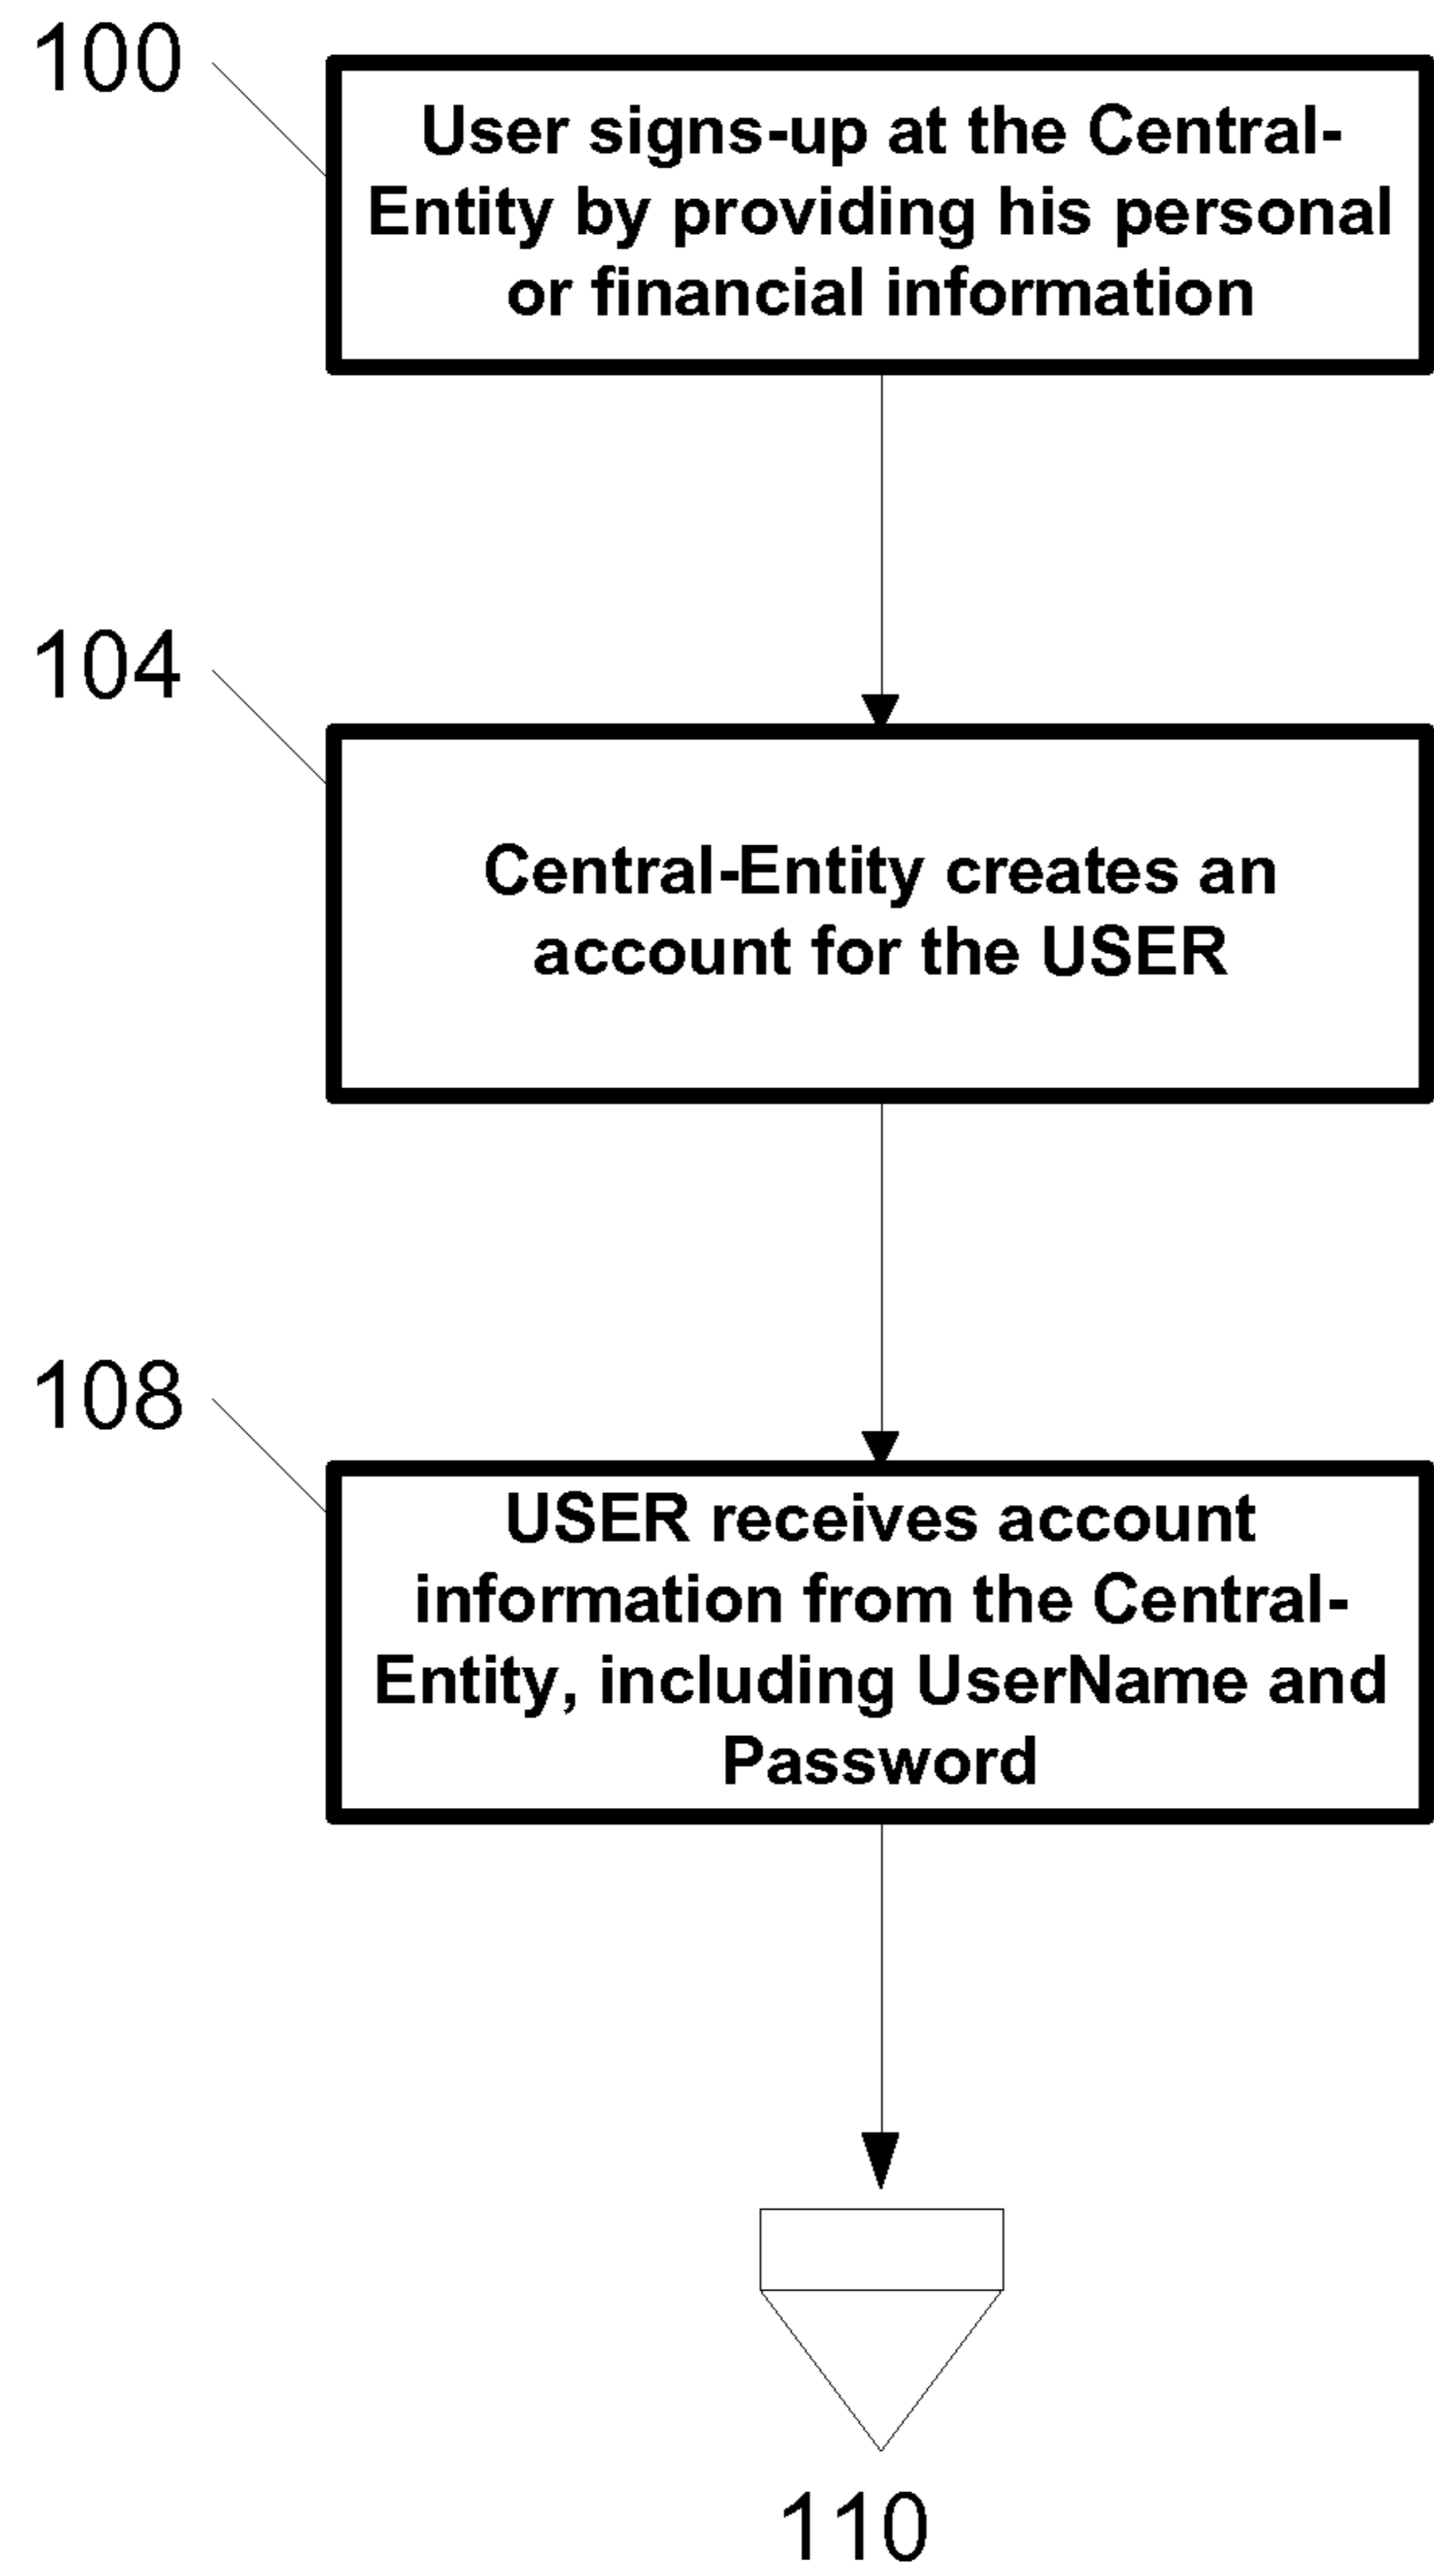 100
User signs-up at the Central-
Entity by providing his personal
or financial information
104
Central-Entity creates an
account for the USER
108
USER receives account
information from the Central-
Entity, including UserName and
Password
110